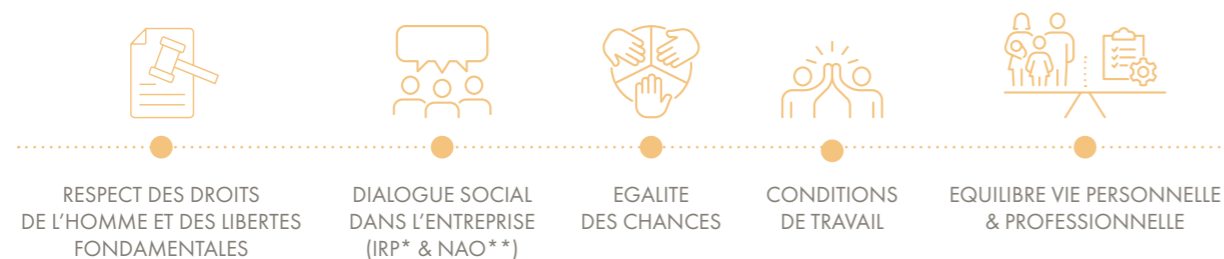 RESPECT DES DROITS
DE L’HOMME ET DES LIBERTES
FONDAMENTALES
DIALOGUE SOCIAL
DANS L’ENTREPRISE
(IRP* & NAO**)
EGALITE
DES CHANCES
CONDITIONS
DE TRAVAIL
EQUILIBRE VIE PERSONNELLE
& PROFESSIONNELLE